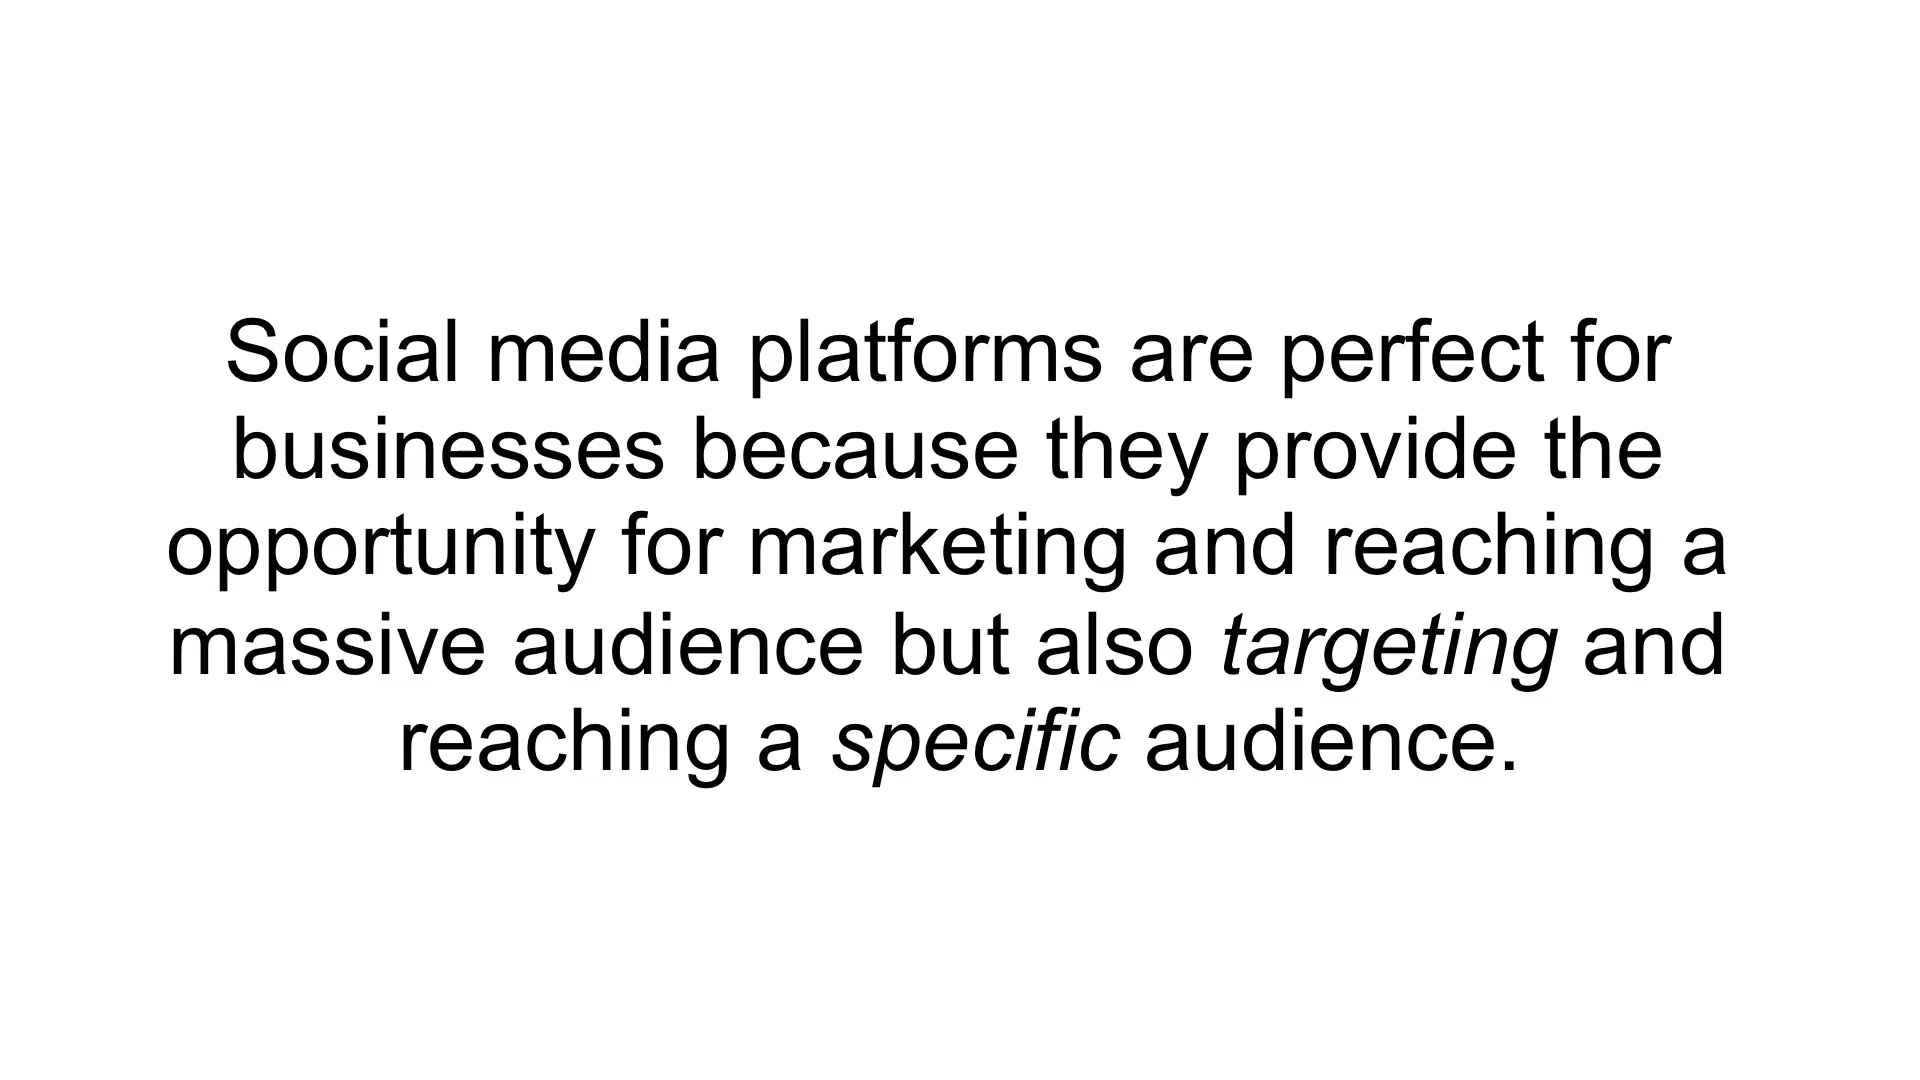 Social media platforms are perfect for
businesses because they provide the
opportunity for marketing and reaching a
massive audience but also targeting and
reaching a specific audience.